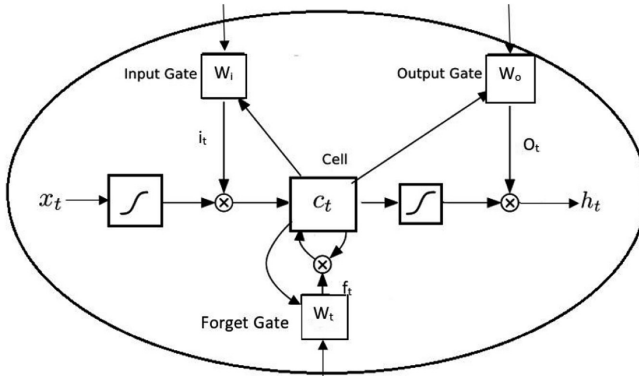 Input Gate
Wᵢ
Output Gate
Wₒ
iₜ
Oₜ
Cell
xₜ
cₜ
hₜ
fₜ
Forget Gate
Wₜ